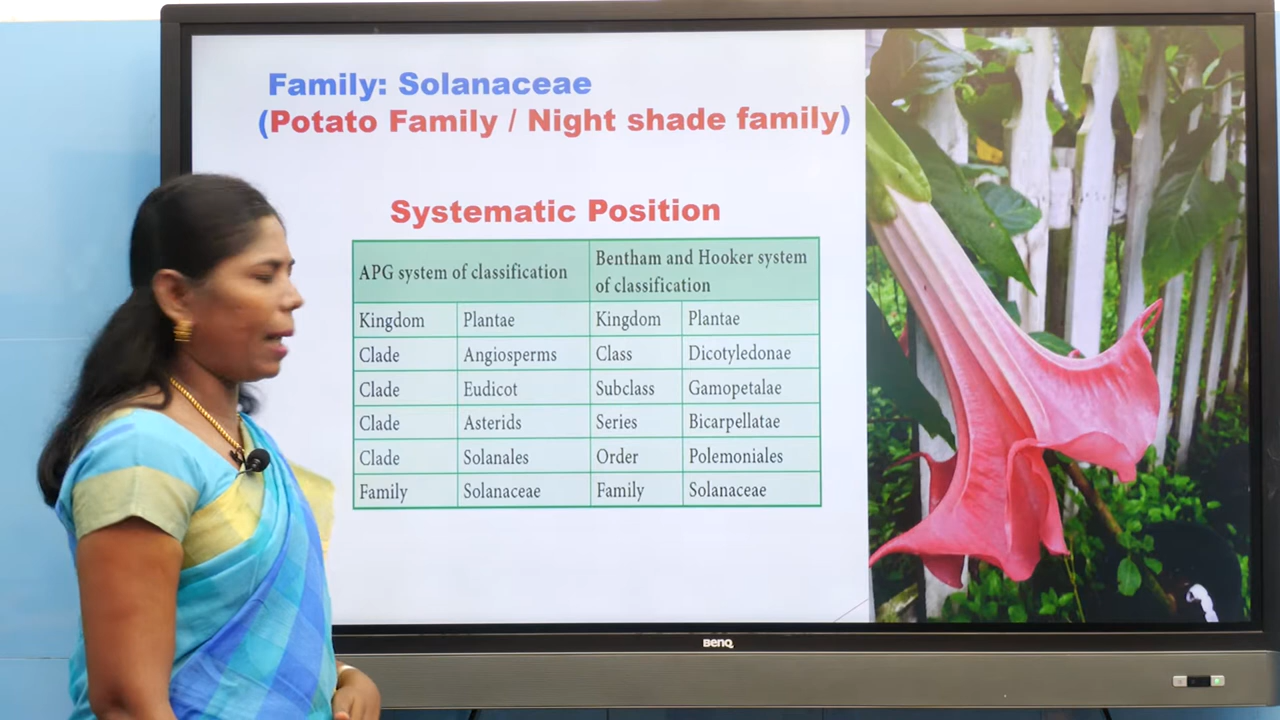 Family: Solanaceae
(Potato Family / Night shade family)
Systematic Position
APG system of classification
Bentham and Hooker system
of classification
Kingdom Plantae Kingdom Plantae
Clade Angiosperms Class Dicotyledonae
Clade Eudicot Subclass Gamopetalae
Clade Asterids Series Bicarpellatae
Clade Solanales Order Polemoniales
Family Solanaceae Family Solanaceae
BenQ